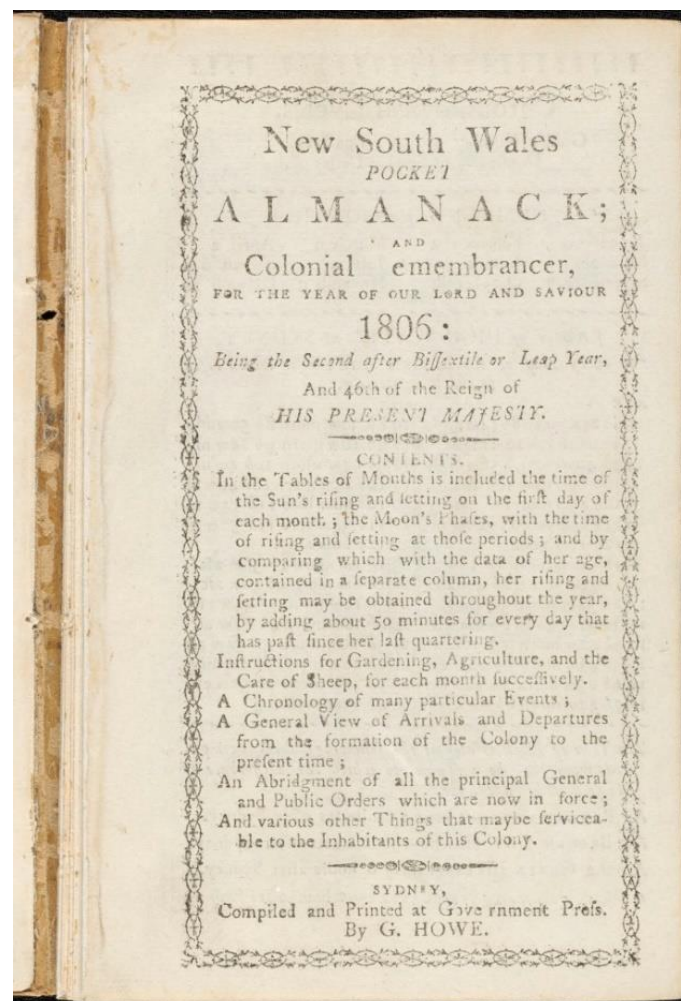 New South Wales
POCKET
ALMANACK;
AND
Colonial emembrancer,
FOR THE YEAR OF OUR LORD AND SAVIOUR
1806:
Being the Second after Biſſextile or Leap Year,
And 46th of the Reign of
HIS PRESENT MAJESTY.
CONTENTS.
In the Tables of Months is included the time of
the Sun's riſing and ſetting on the firſt day of
each month; the Moon's Phaſes, with the time
of riſing and ſetting at thoſe periods; and by
comparing which with the data of her age,
contained in a ſeparate column, her riſing and
ſetting may be obtained throughout the year,
by adding about 50 minutes for every day that
has paſt ſince her laſt quartering.
Inſtructions for Gardening, Agriculture, and the
Care of Sheep, for each month ſucceſſively.
A Chronology of many particular Events;
A General View of Arrivals and Departures
from the formation of the Colony to the
preſent time;
An Abridgment of all the principal General
and Public Orders which are now in force;
And various other Things that maybe ſervicea-
ble to the Inhabitants of this Colony.
SYDNEY,
Compiled and Printed at Gove rnment Preſs.
By G. HOWE.